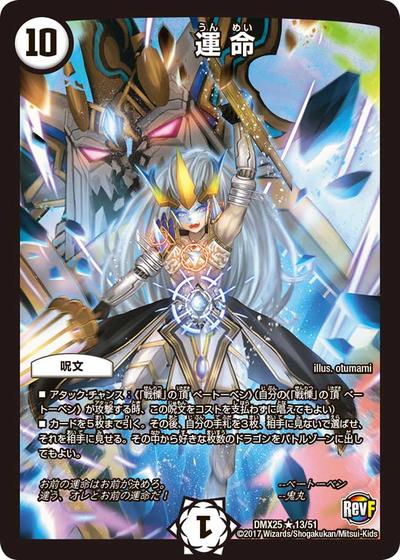 10
うん めい
運命
呪文
illus. otumami
■ アタック・チャンス：《「戦慄」の頂 ベートーベン》(自分の《「戦慄」の頂 ベー
トーベン》が攻撃する時、この呪文をコストを支払わずに唱えてもよい)
■ カードを5枚まで引く。その後、自分の手札を3枚、相手に見ないで選ばせ、
それを相手に見せる。その中から好きな数のドラゴンをバトルゾーンに出し
てもよい。
お前の運命はお前が決めろ。 --ベートーベン
違う、オレとお前の運命だ！ --鬼丸
1
DMX25 ★ 13/51
©2017 Wizards/Shogakukan/Mitsui-Kids
RevF